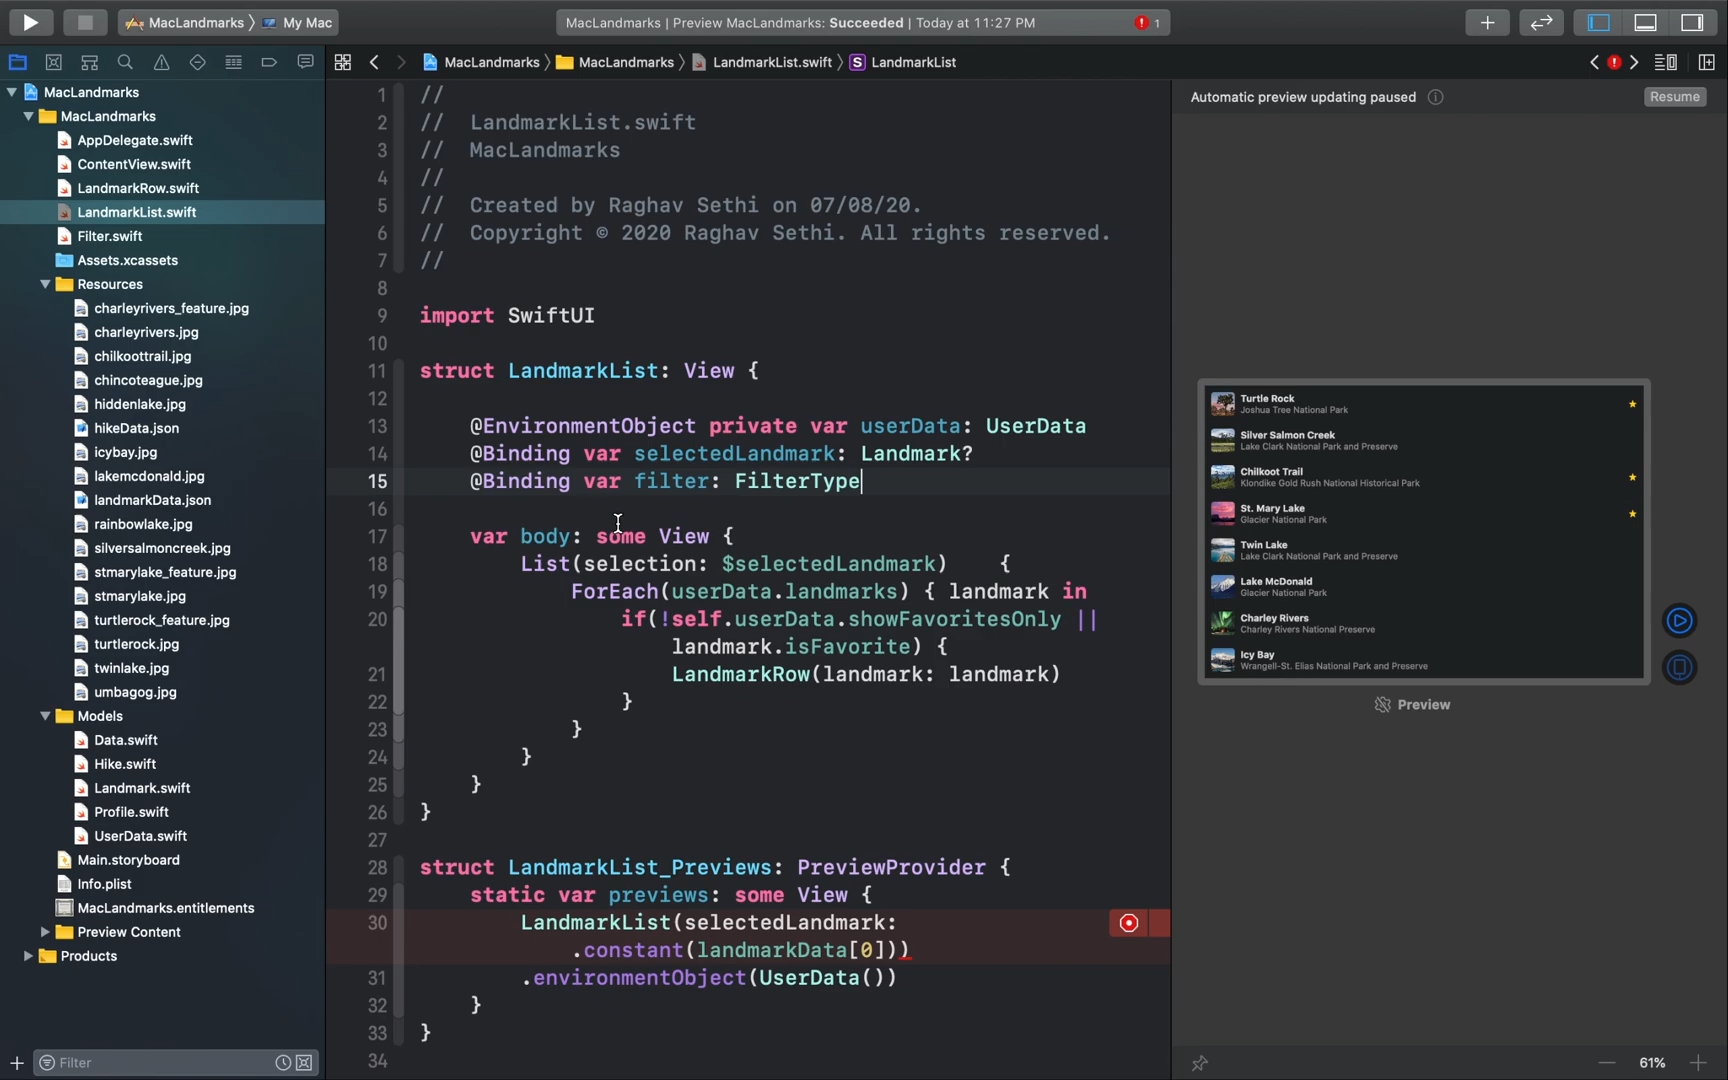 MacLandmarks 〉 My Mac
MacLandmarks | Preview MacLandmarks: Succeeded | Today at 11:27 PM
1
MacLandmarks 〉 MacLandmarks 〉 LandmarkList.swift 〉 S LandmarkList
MacLandmarks
MacLandmarks
AppDelegate.swift
ContentView.swift
LandmarkRow.swift
LandmarkList.swift
Filter.swift
Assets.xcassets
Resources
charleyrivers_feature.jpg
charleyrivers.jpg
chilkoottrail.jpg
chincoteague.jpg
hiddenlake.jpg
hikeData.json
icybay.jpg
lakemcdonald.jpg
landmarkData.json
rainbowlake.jpg
silversalmoncreek.jpg
stmarylake_feature.jpg
stmarylake.jpg
turtlerock_feature.jpg
turtlerock.jpg
twinlake.jpg
umbagog.jpg
Models
Data.swift
Hike.swift
Landmark.swift
Profile.swift
UserData.swift
Main.storyboard
Info.plist
MacLandmarks.entitlements
Preview Content
Products
Filter
1 //
2 // LandmarkList.swift
3 // MacLandmarks
4 //
5 // Created by Raghav Sethi on 07/08/20.
6 // Copyright © 2020 Raghav Sethi. All rights reserved.
7 //
8
9 import SwiftUI
10
11 struct LandmarkList: View {
12
13 @EnvironmentObject private var userData: UserData
14 @Binding var selectedLandmark: Landmark?
15 @Binding var filter: FilterType
16
17 var body: some View {
18 List(selection: $selectedLandmark) {
19 ForEach(userData.landmarks) { landmark in
20 if(!self.userData.showFavoritesOnly ||
landmark.isFavorite) {
21 LandmarkRow(landmark: landmark)
22 }
23 }
24 }
25 }
26 }
27
28 struct LandmarkList_Previews: PreviewProvider {
29 static var previews: some View {
30 LandmarkList(selectedLandmark:
.constant(landmarkData[0]))
31 .environmentObject(UserData())
32 }
33 }
34
Automatic preview updating paused
Resume
Turtle Rock
Joshua Tree National Park
Silver Salmon Creek
Lake Clark National Park and Preserve
Chilkoot Trail
Klondike Gold Rush National Historical Park
St. Mary Lake
Glacier National Park
Twin Lake
Lake Clark National Park and Preserve
Lake McDonald
Glacier National Park
Charley Rivers
Charley Rivers National Preserve
Icy Bay
Wrangell-St. Elias National Park and Preserve
Preview
61%